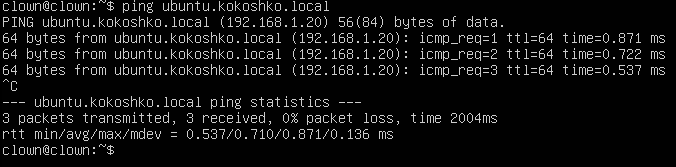 clown@clown:~$ ping ubuntu.kokoshko.local
PING ubuntu.kokoshko.local (192.168.1.20) 56(84) bytes of data.
64 bytes from ubuntu.kokoshko.local (192.168.1.20): icmp_req=1 ttl=64 time=0.871 ms
64 bytes from ubuntu.kokoshko.local (192.168.1.20): icmp_req=2 ttl=64 time=0.722 ms
64 bytes from ubuntu.kokoshko.local (192.168.1.20): icmp_req=3 ttl=64 time=0.537 ms
^C
--- ubuntu.kokoshko.local ping statistics ---
3 packets transmitted, 3 received, 0% packet loss, time 2004ms
rtt min/avg/max/mdev = 0.537/0.710/0.871/0.136 ms
clown@clown:~$